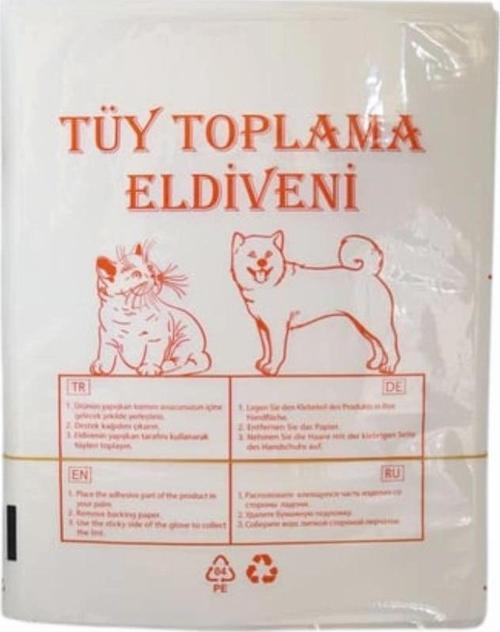 TÜY TOPLAMA
ELDİVENİ
TR
1. Ürünün yapışkan kısmını avucunuzun içine
gelecek şekilde yerleştirin.
2. Destek kağıdını çıkarın.
3. Eldivenin yapışkan tarafını kullanarak
tüyleri toplayın.
DE
1. Legen Sie den Klebeteil des Produkts in Ihre
Handfläche.
2. Entfernen Sie das Papier.
3. Nehmen Sie die Haare mit der klebrigen Seite
des Handschuhs auf.
EN
1. Place the adhesive part of the product in
your palm.
2. Remove backing paper.
3. Use the sticky side of the glove to collect
the lint.
RU
1. Расположите клеящуюся часть изделия со
стороны ладони.
2. Удалите бумажную подложку.
3. Соберите ворс липкой стороной перчатки.
04
PE